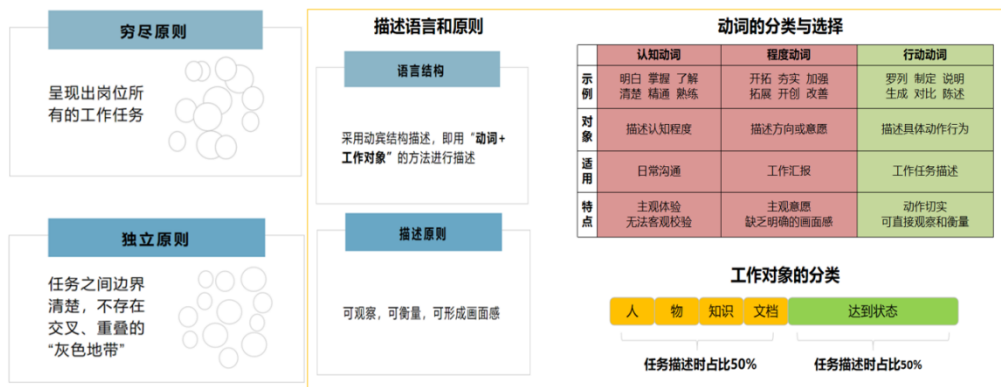 穷尽原则
呈现出岗位所
有的工作任务
独立原则
任务之间边界
清楚，不存在
交叉、重叠的
“灰色地带”
描述语言和原则
语言结构
采用动宾结构描述，即用“动词+
工作对象”的方法进行描述
描述原则
可观察，可衡量，可形成画面感
动词的分类与选择
认知动词 程度动词 行动动词
示例 明白 掌握 了解 开拓 夯实 加强 罗列 制定 说明
清楚 精通 熟练 拓展 开创 改善 生成 对比 陈述
对象 描述认知程度 描述方向或意愿 描述具体动作行为
适用 日常沟通 工作汇报 工作任务描述
特点 主观体验 主观意愿 动作切实
无法客观校验 缺乏明确的画面感 可直接观察和衡量
工作对象的分类
人 物 知识 文档 达到状态
任务描述时占比50% 任务描述时占比50%